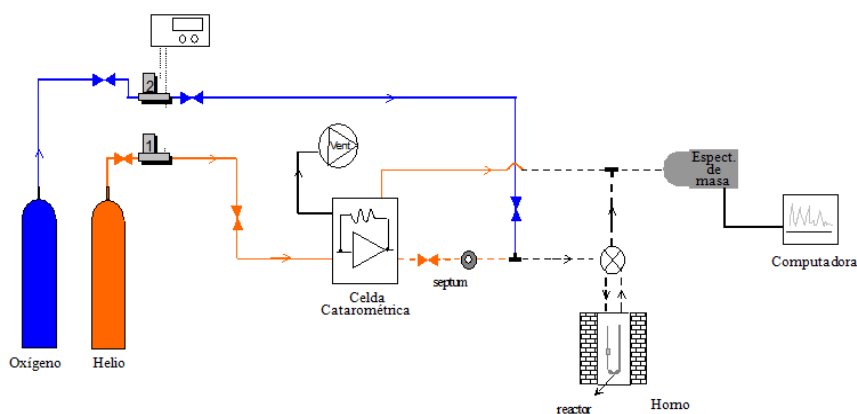 2
1
Vent
Espect.
de
masa
Computadora
septum
Celda
Catarométrica
Oxígeno
Helio
reactor
Horno